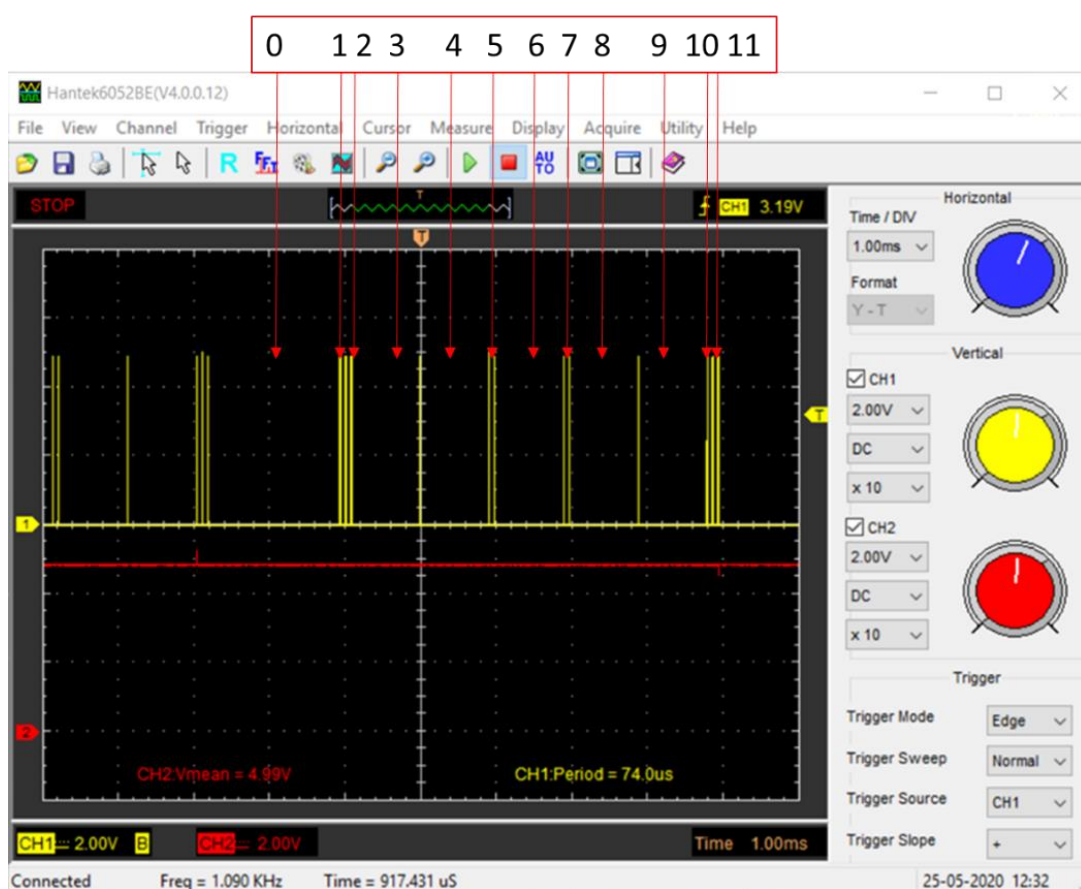 0 1 2 3 4 5 6 7 8 9 10 11
Hantek6052BE(V4.0.0.12)
File View Channel Trigger Horizontal Cursor Measure Display Acquire Utility Help
R FFT AUTO
STOP
T
CH1 3.19V
T
T
1
2
CH2:Vmean = 4.99V
CH1:Period = 74.0us
CH1 2.00V B
CH2 2.00V
Time 1.00ms
Horizontal
Time / DIV
1.00ms
Format
Y - T
Vertical
CH1
2.00V
DC
x 10
CH2
2.00V
DC
x 10
Trigger
Trigger Mode Edge
Trigger Sweep Normal
Trigger Source CH1
Trigger Slope +
Connected Freq = 1.090 KHz Time = 917.431 uS 25-05-2020 12:32